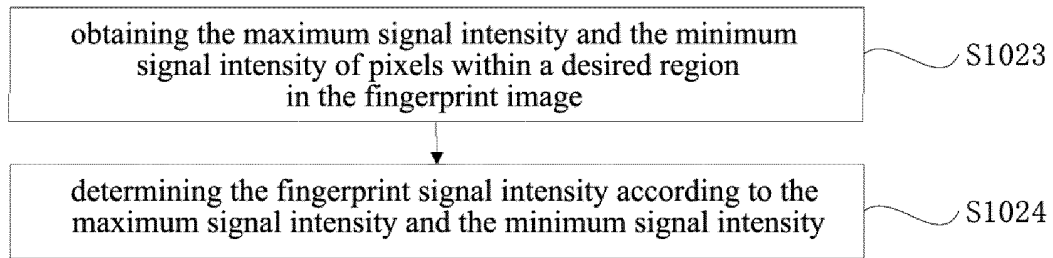 obtaining the maximum signal intensity and the minimum
signal intensity of pixels within a desired region
in the fingerprint image
S1023
determining the fingerprint signal intensity according to the
maximum signal intensity and the minimum signal intensity
S1024